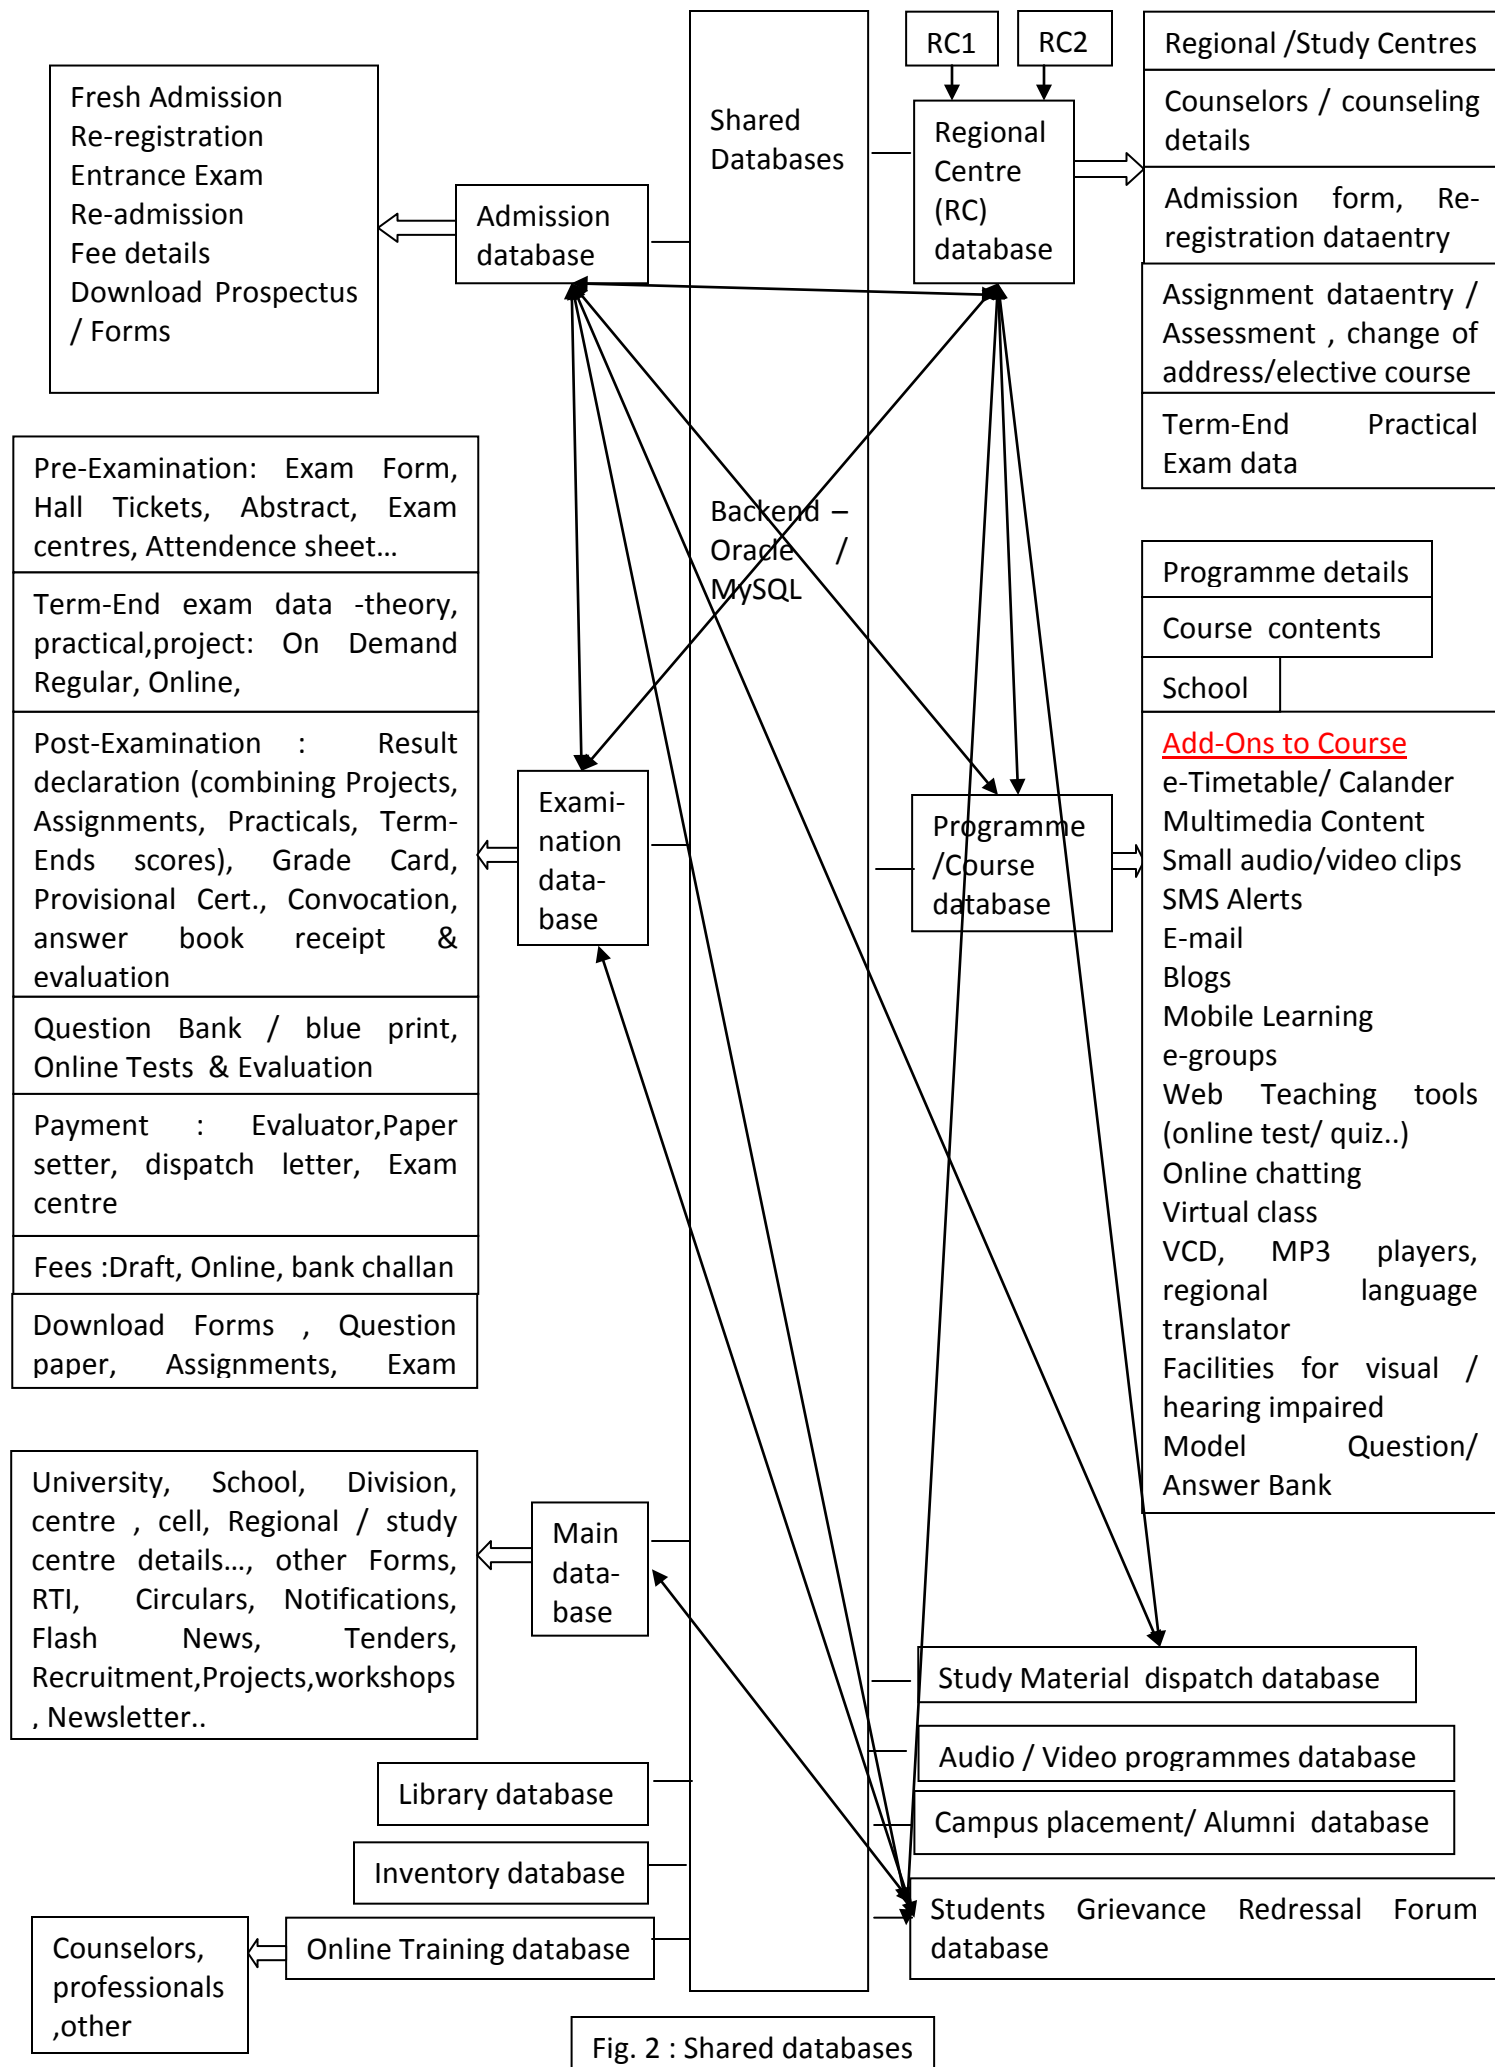 RC1
RC2
Regional /Study Centres
Counselors / counseling
details
Admission form, Re-
registration dataentry
Assignment dataentry /
Assessment , change of
address/elective course
Term-End Practical
Exam data
Shared
Databases
Regional
Centre
(RC)
database
Fresh Admission
Re-registration
Entrance Exam
Re-admission
Fee details
Download Prospectus
/ Forms
Admission
database
Pre-Examination: Exam Form,
Hall Tickets, Abstract, Exam
centres, Attendence sheet...
Term-End exam data -theory,
practical,project: On Demand
Regular, Online,
Post-Examination : Result
declaration (combining Projects,
Assignments, Practicals, Term-
Ends scores), Grade Card,
Provisional Cert., Convocation,
answer book receipt &
evaluation
Question Bank / blue print,
Online Tests & Evaluation
Payment : Evaluator,Paper
setter, dispatch letter, Exam
centre
Fees :Draft, Online, bank challan
Download Forms , Question
paper, Assignments, Exam
Backend –
Oracle /
MySQL
Exami-
nation
data-
base
Programme
/Course
database
Programme details
Course contents
School
Add-Ons to Course
e-Timetable/ Calander
Multimedia Content
Small audio/video clips
SMS Alerts
E-mail
Blogs
Mobile Learning
e-groups
Web Teaching tools
(online test/ quiz..)
Online chatting
Virtual class
VCD, MP3 players,
regional language
translator
Facilities for visual /
hearing impaired
Model Question/
Answer Bank
University, School, Division,
centre , cell, Regional / study
centre details..., other Forms,
RTI, Circulars, Notifications,
Flash News, Tenders,
Recruitment,Projects,workshops
, Newsletter..
Main
data-
base
Study Material dispatch database
Audio / Video programmes database
Campus placement/ Alumni database
Students Grievance Redressal Forum
database
Library database
Inventory database
Online Training database
Counselors,
professionals
,other
Fig. 2 : Shared databases